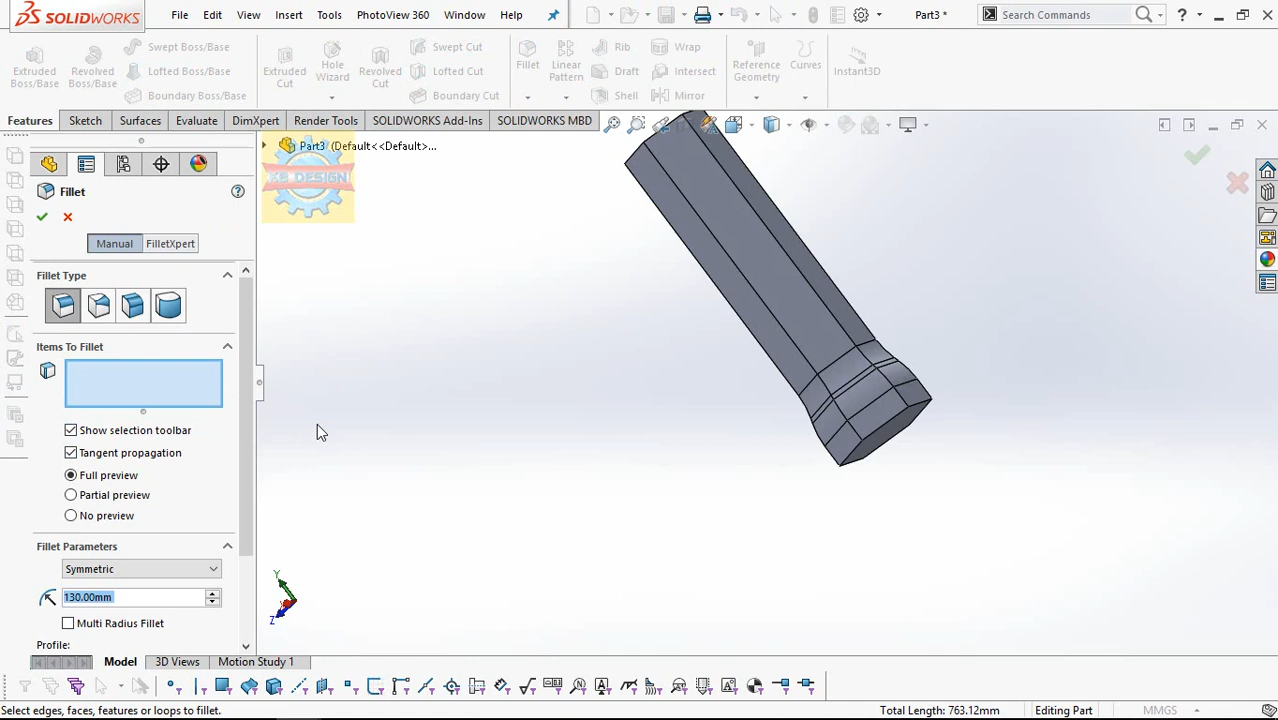 SOLIDWORKS File Edit View Insert Tools PhotoView 360 Window Help Part3 * Search Commands ?
Extruded Boss/Base Revolved Boss/Base Swept Boss/Base Lofted Boss/Base Boundary Boss/Base Extruded Cut Hole Wizard Revolved Cut Swept Cut Lofted Cut Boundary Cut Fillet Linear Pattern Rib Draft Shell Wrap Intersect Mirror Reference Geometry Curves Instant3D
Features Sketch Surfaces Evaluate DimXpert Render Tools SOLIDWORKS Add-Ins SOLIDWORKS MBD
Part3 (Default<<Default>...
KB DESIGN
Fillet ?
Manual FilletXpert
Fillet Type
Items To Fillet
Show selection toolbar
Tangent propagation
Full preview
Partial preview
No preview
Fillet Parameters
Symmetric
130.00mm
Multi Radius Fillet
Profile:
Y
Z
Model 3D Views Motion Study 1
Select edges, faces, features or loops to fillet. Total Length: 763.12mm Editing Part MMGS